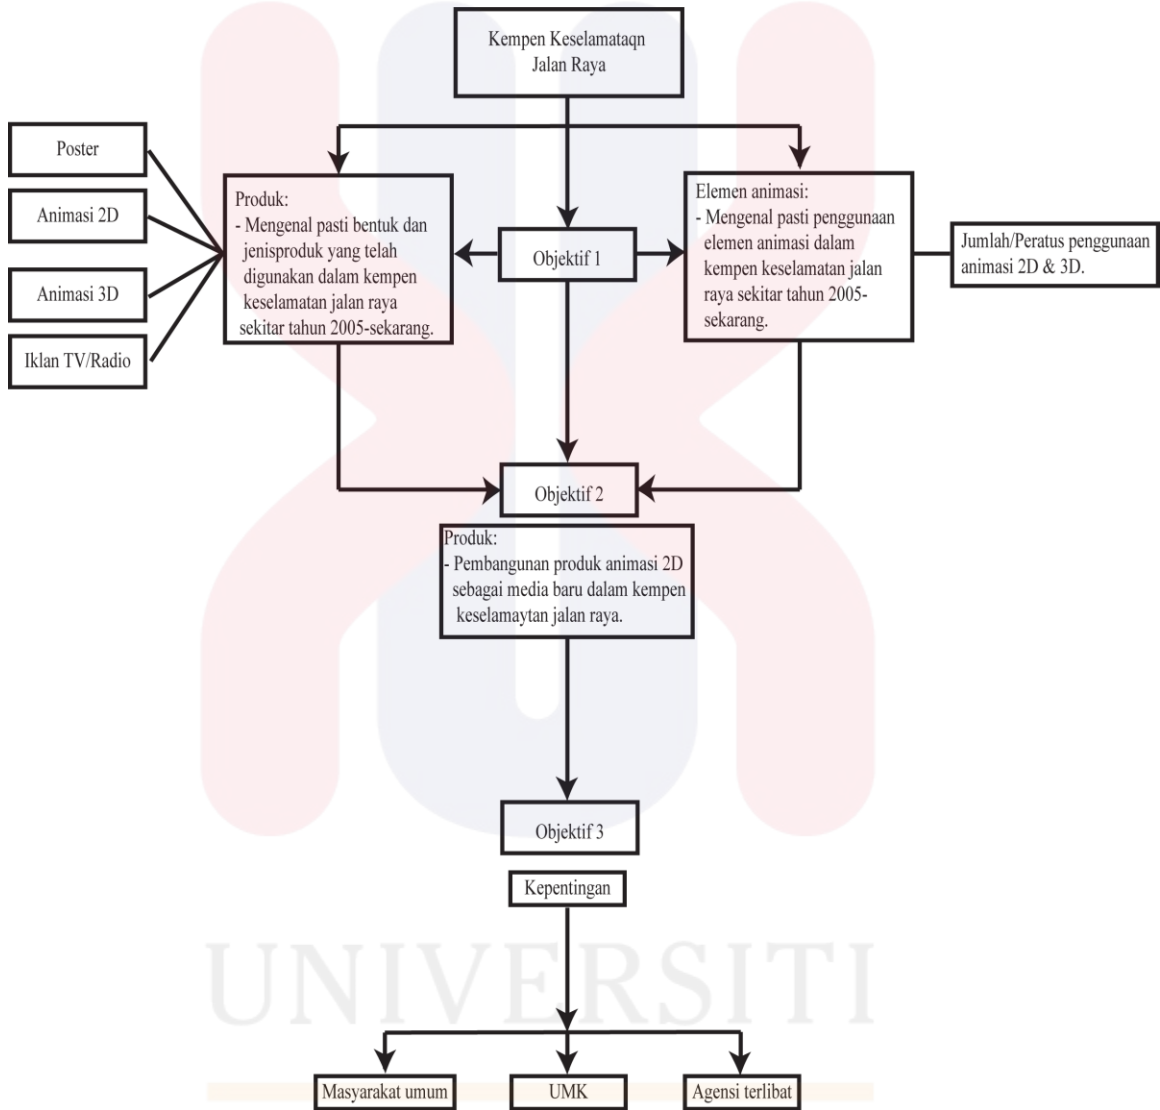 Kempen Keselamataqn
Jalan Raya
Poster
Animasi 2D
Animasi 3D
Iklan TV/Radio
Produk:
- Mengenal pasti bentuk dan
jenisproduk yang telah
digunakan dalam kempen
keselamatan jalan raya
sekitar tahun 2005-sekarang.
Objektif 1
Elemen animasi:
- Mengenal pasti penggunaan
elemen animasi dalam
kempen keselamatan jalan
raya sekitar tahun 2005-
sekarang.
Jumlah/Peratus penggunaan
animasi 2D & 3D.
Objektif 2
Produk:
- Pembangunan produk animasi 2D
sebagai media baru dalam kempen
keselamaytan jalan raya.
Objektif 3
Kepentingan
UNIVERSITI
Masyarakat umum
UMK
Agensi terlibat